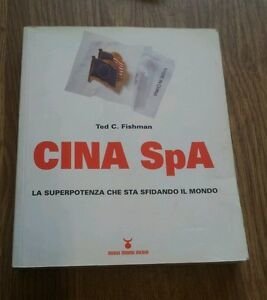 Ted C. Fishman
CINA SpA
LA SUPERPOTENZA CHE STA SFIDANDO IL MONDO